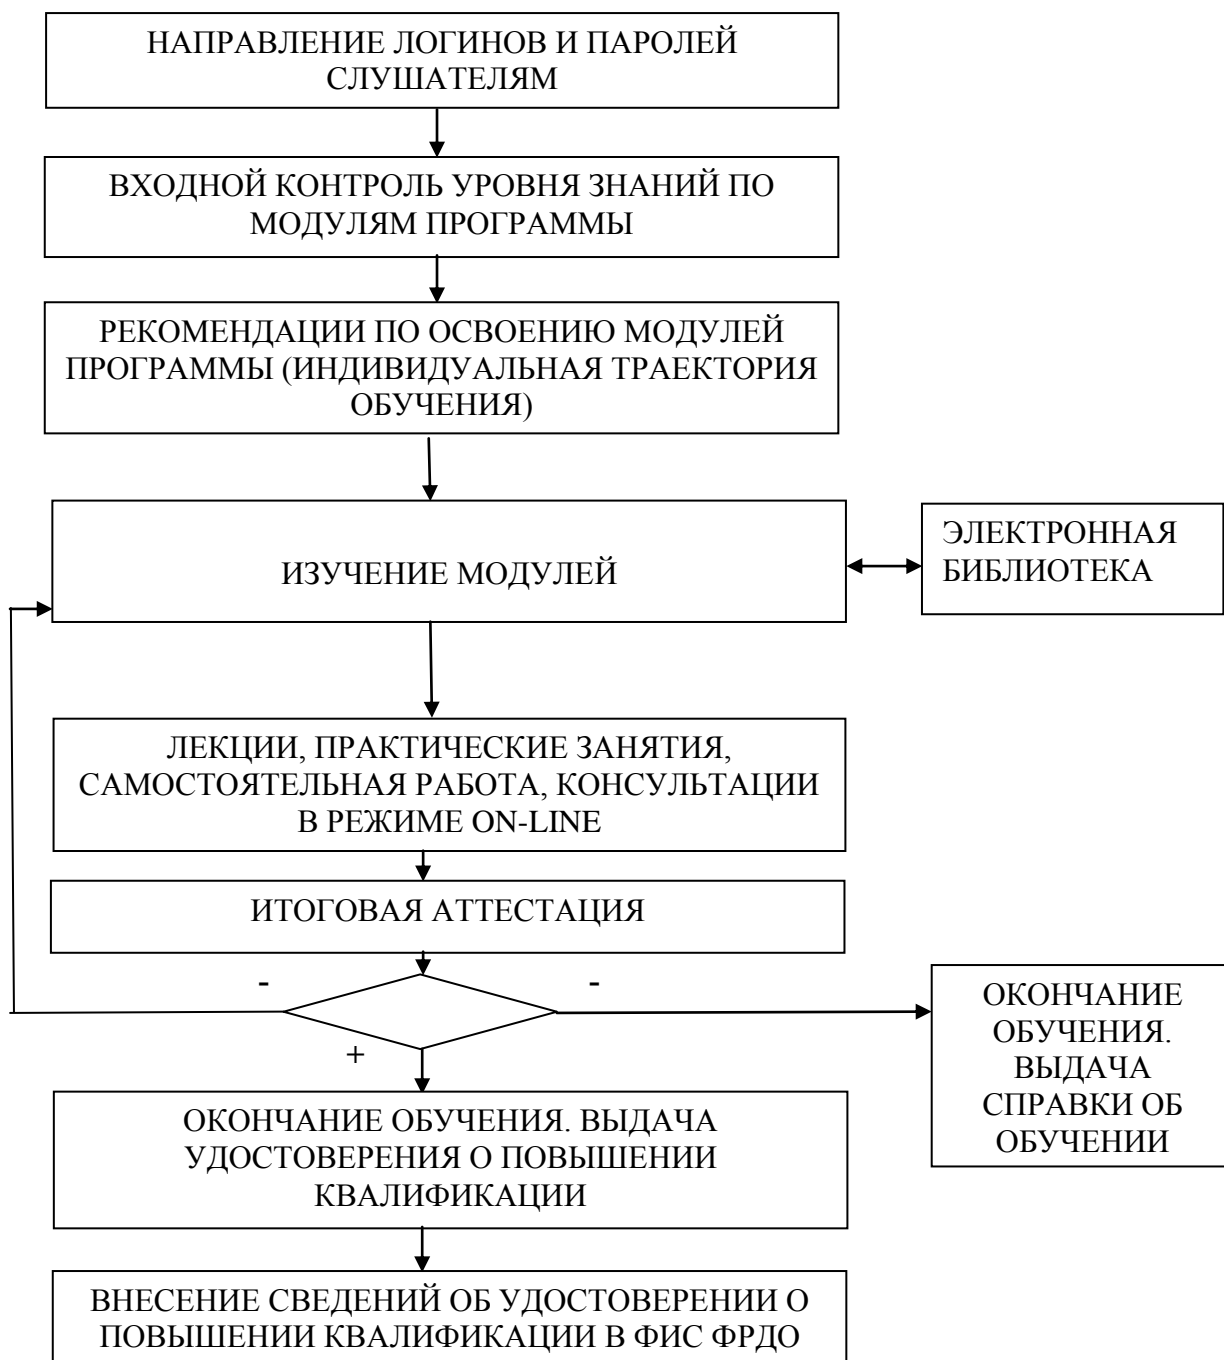 НАПРАВЛЕНИЕ ЛОГИНОВ И ПАРОЛЕЙ
СЛУШАТЕЛЯМ
ВХОДНОЙ КОНТРОЛЬ УРОВНЯ ЗНАНИЙ ПО
МОДУЛЯМ ПРОГРАММЫ
РЕКОМЕНДАЦИИ ПО ОСВОЕНИЮ МОДУЛЕЙ
ПРОГРАММЫ (ИНДИВИДУАЛЬНАЯ ТРАЕКТОРИЯ
ОБУЧЕНИЯ)
ИЗУЧЕНИЕ МОДУЛЕЙ
ЭЛЕКТРОННАЯ
БИБЛИОТЕКА
ЛЕКЦИИ, ПРАКТИЧЕСКИЕ ЗАНЯТИЯ,
САМОСТОЯТЕЛЬНАЯ РАБОТА, КОНСУЛЬТАЦИИ
В РЕЖИМЕ ON-LINE
ИТОГОВАЯ АТТЕСТАЦИЯ
-
-
+
ОКОНЧАНИЕ
ОБУЧЕНИЯ.
ВЫДАЧА
СПРАВКИ ОБ
ОБУЧЕНИИ
ОКОНЧАНИЕ ОБУЧЕНИЯ. ВЫДАЧА
УДОСТОВЕРЕНИЯ О ПОВЫШЕНИИ
КВАЛИФИКАЦИИ
ВНЕСЕНИЕ СВЕДЕНИЙ ОБ УДОСТОВЕРЕНИИ О
ПОВЫШЕНИИ КВАЛИФИКАЦИИ В ФИС ФРДО